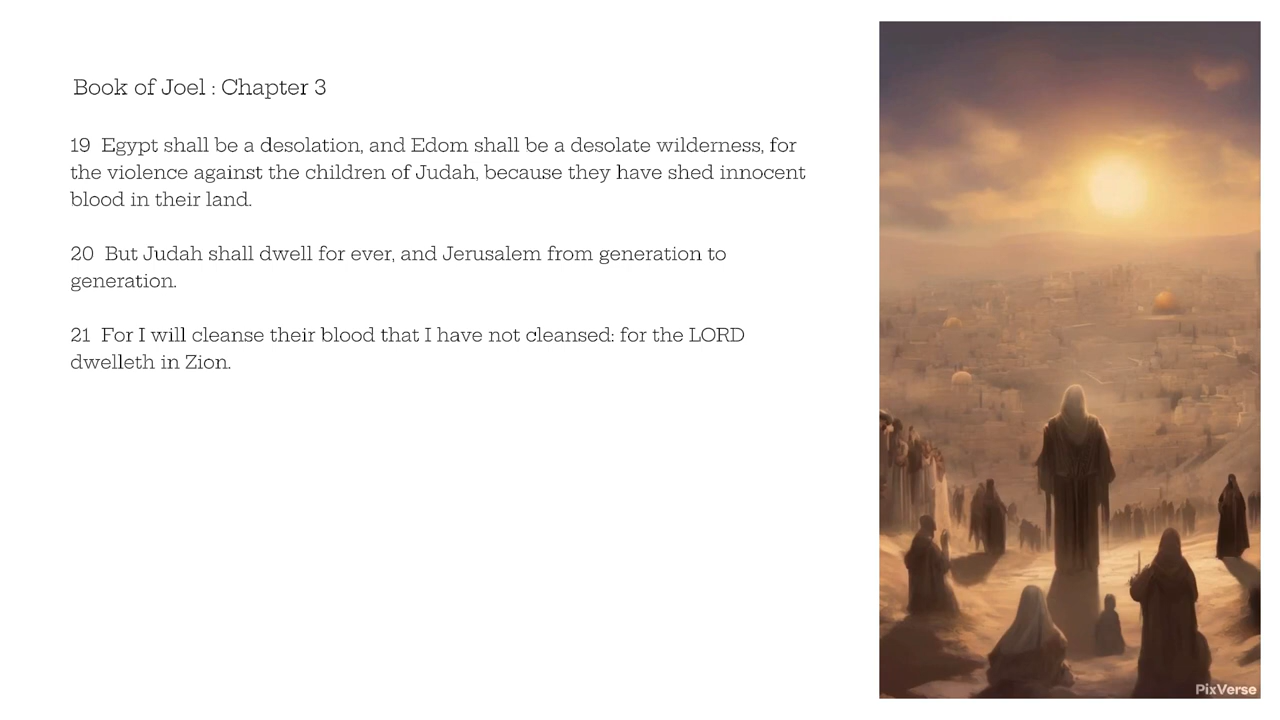 Book of Joel : Chapter 3
19 Egypt shall be a desolation, and Edom shall be a desolate wilderness, for
the violence against the children of Judah, because they have shed innocent
blood in their land.
20 But Judah shall dwell for ever, and Jerusalem from generation to
generation.
21 For I will cleanse their blood that I have not cleansed: for the LORD
dwelleth in Zion.
PixVerse